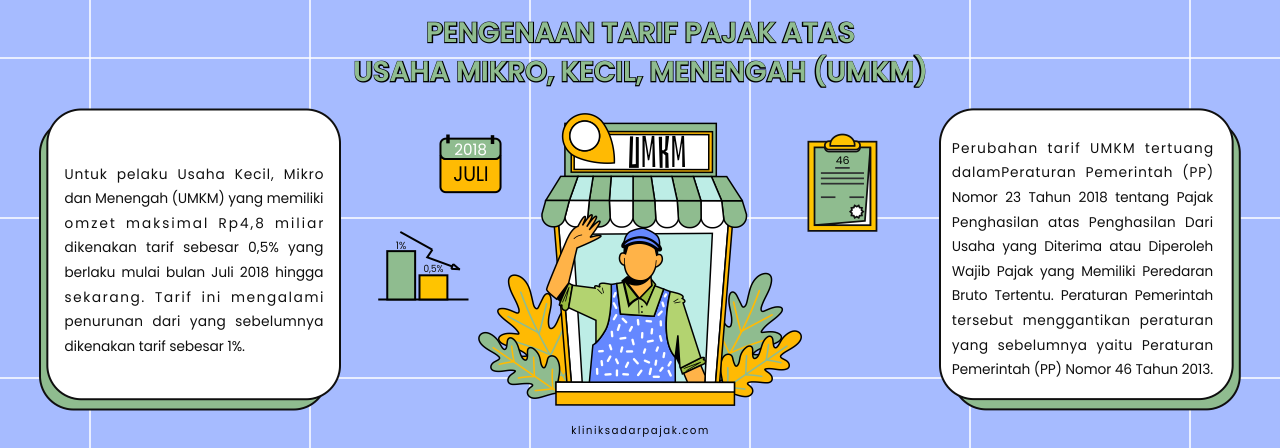 PENGENAAN TARIF PAJAK ATAS
USAHA MIKRO, KECIL, MENENGAH (UMKM)
Untuk pelaku Usaha Kecil, Mikro
dan Menengah (UMKM) yang memiliki
omzet maksimal Rp4,8 miliar
dikenakan tarif sebesar 0,5% yang
berlaku mulai bulan Juli 2018 hingga
sekarang. Tarif ini mengalami
penurunan dari yang sebelumnya
dikenakan tarif sebesar 1%.
2018
JULI
1%
0,5%
UMKM
46
Perubahan tarif UMKM tertuang
dalamPeraturan Pemerintah (PP)
Nomor 23 Tahun 2018 tentang Pajak
Penghasilan atas Penghasilan Dari
Usaha yang Diterima atau Diperoleh
Wajib Pajak yang Memiliki Peredaran
Bruto Tertentu. Peraturan Pemerintah
tersebut menggantikan peraturan
yang sebelumnya yaitu Peraturan
Pemerintah (PP) Nomor 46 Tahun 2013.
kliniksadarpajak.com